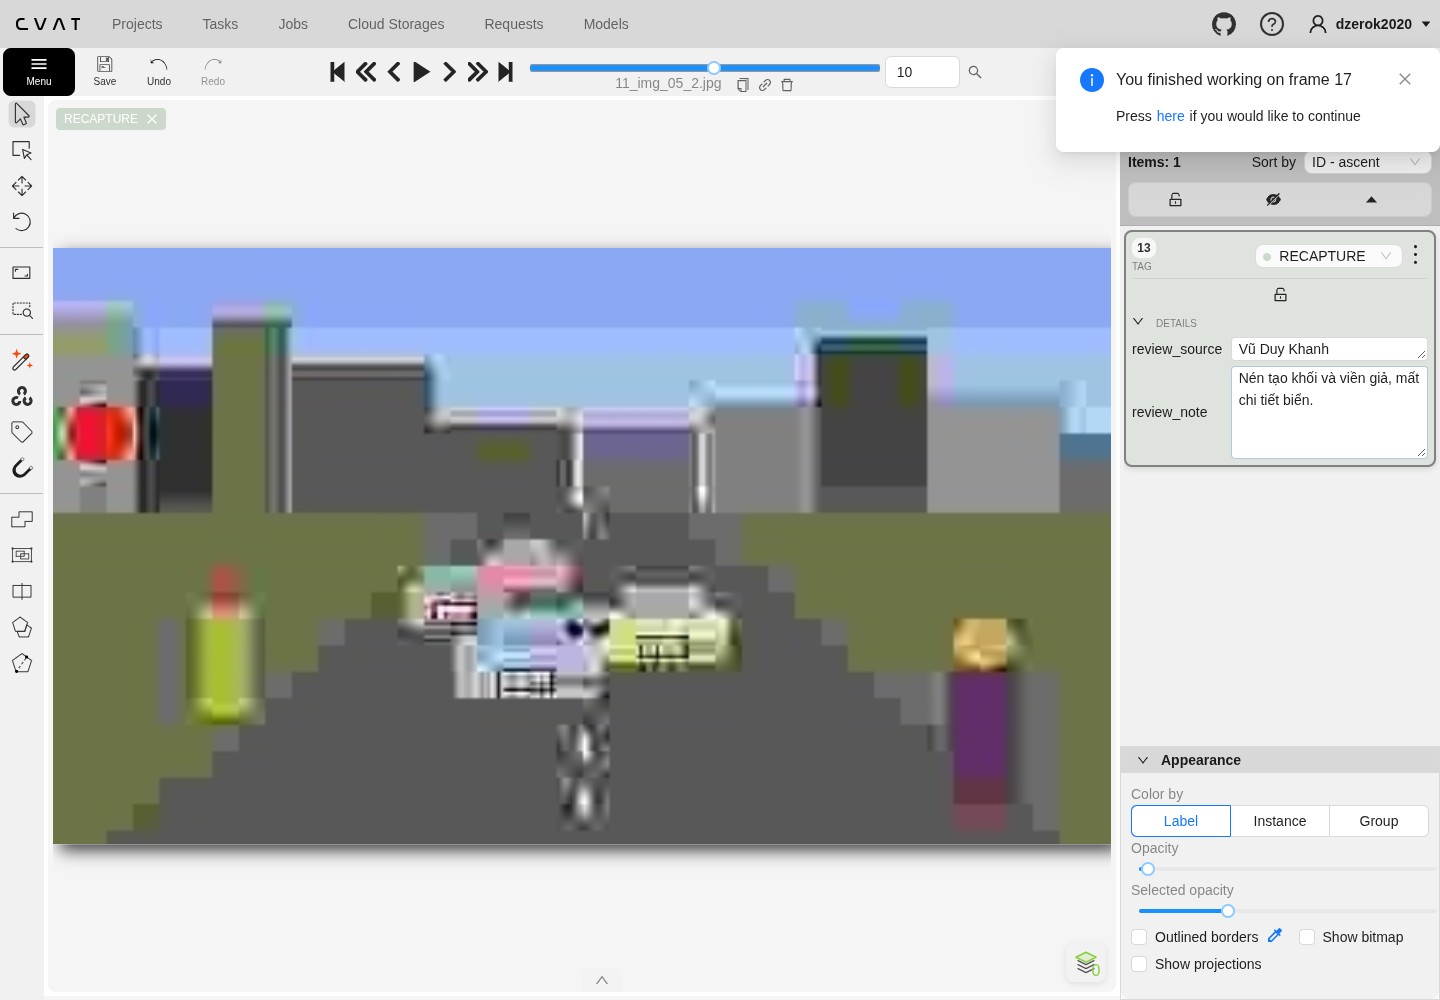 CVAT Projects Tasks Jobs Cloud Storages Requests Models dzerok2020
Menu Save Undo Redo 11_img_05_2.jpg 10
You finished working on frame 17
Press here if you would like to continue
RECAPTURE
Items: 1 Sort by ID - ascent
13 RECAPTURE
TAG
DETAILS
review_source Vũ Duy Khanh
review_note Nén tạo khối và viền giả, mất
chi tiết biển.
Appearance
Color by
Label Instance Group
Opacity
Selected opacity
Outlined borders Show bitmap
Show projections
0